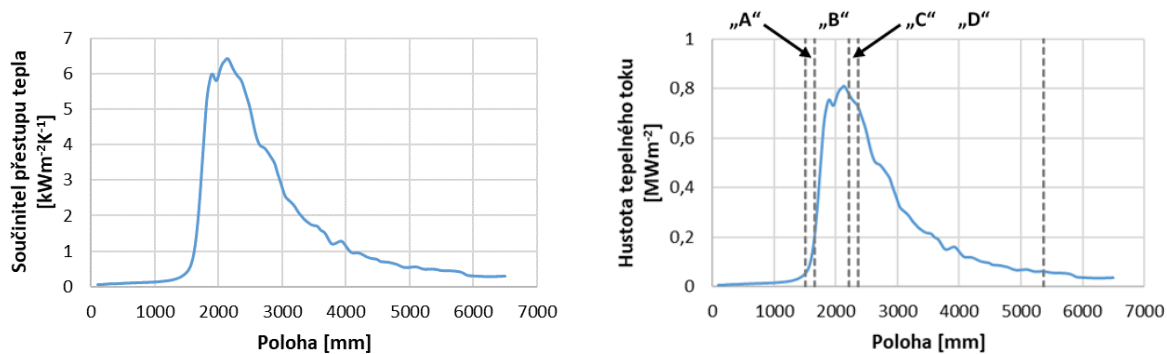 Součinitel přestupu tepla
[kWm⁻²K⁻¹]
7
6
5
4
3
2
1
0
0 1000 2000 3000 4000 5000 6000 7000
Poloha [mm]
„A“ „B“ „C“ „D“
Hustota tepelného toku
[MWm⁻²]
1
0,8
0,6
0,4
0,2
0
0 1000 2000 3000 4000 5000 6000 7000
Poloha [mm]